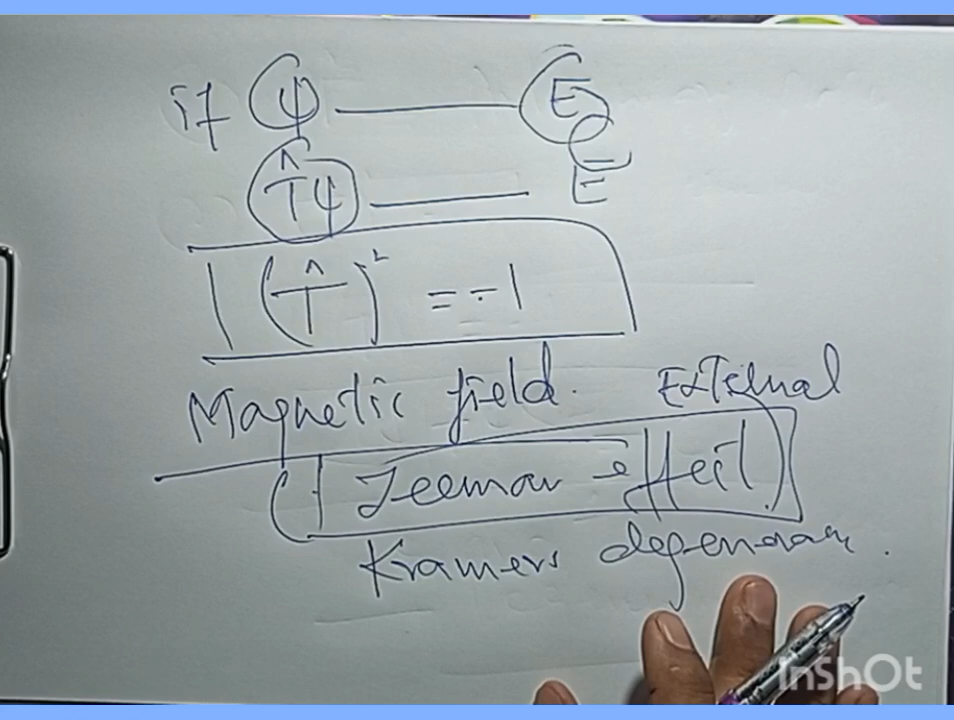 if ψ — E
T̂ψ — E
(T̂)² = -1
Magnetic field. External
(Zeeman effect)
Kramers degeneracy.
InShOt